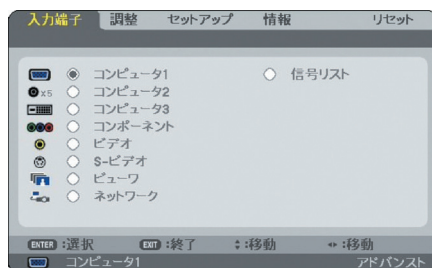 入力端子 調整 セットアップ 情報 リセット
コンピュータ1 信号リスト
x5 コンピュータ2
コンピュータ3
コンポーネント
ビデオ
S-ビデオ
ビューワ
ネットワーク
ENTER :選択 EXIT :終了 :移動 :移動
コンピュータ1 アドバンスト